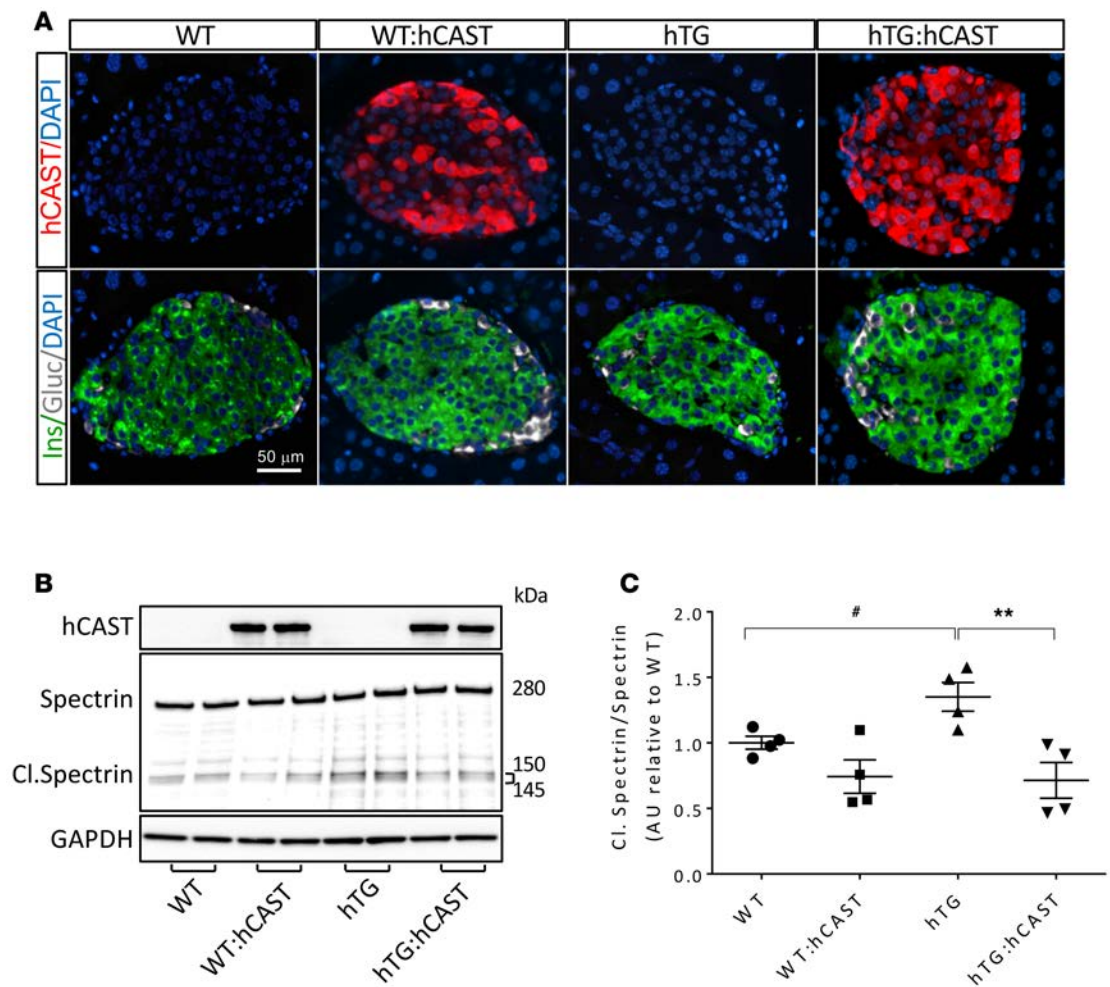 A
WT WT:hCAST hTG hTG:hCAST
hCAST/DAPI
Ins/Gluc/DAPI
50 μm
B
kDa
hCAST
Spectrin
280
150
Cl.Spectrin
145
GAPDH
WT
WT:hCAST
hTG
hTG:hCAST
C
Cl. Spectrin/Spectrin
(AU relative to WT)
2.0
1.5
1.0
0.5
0.0
#
**
WT
WT:hCAST
hTG
hTG:hCAST